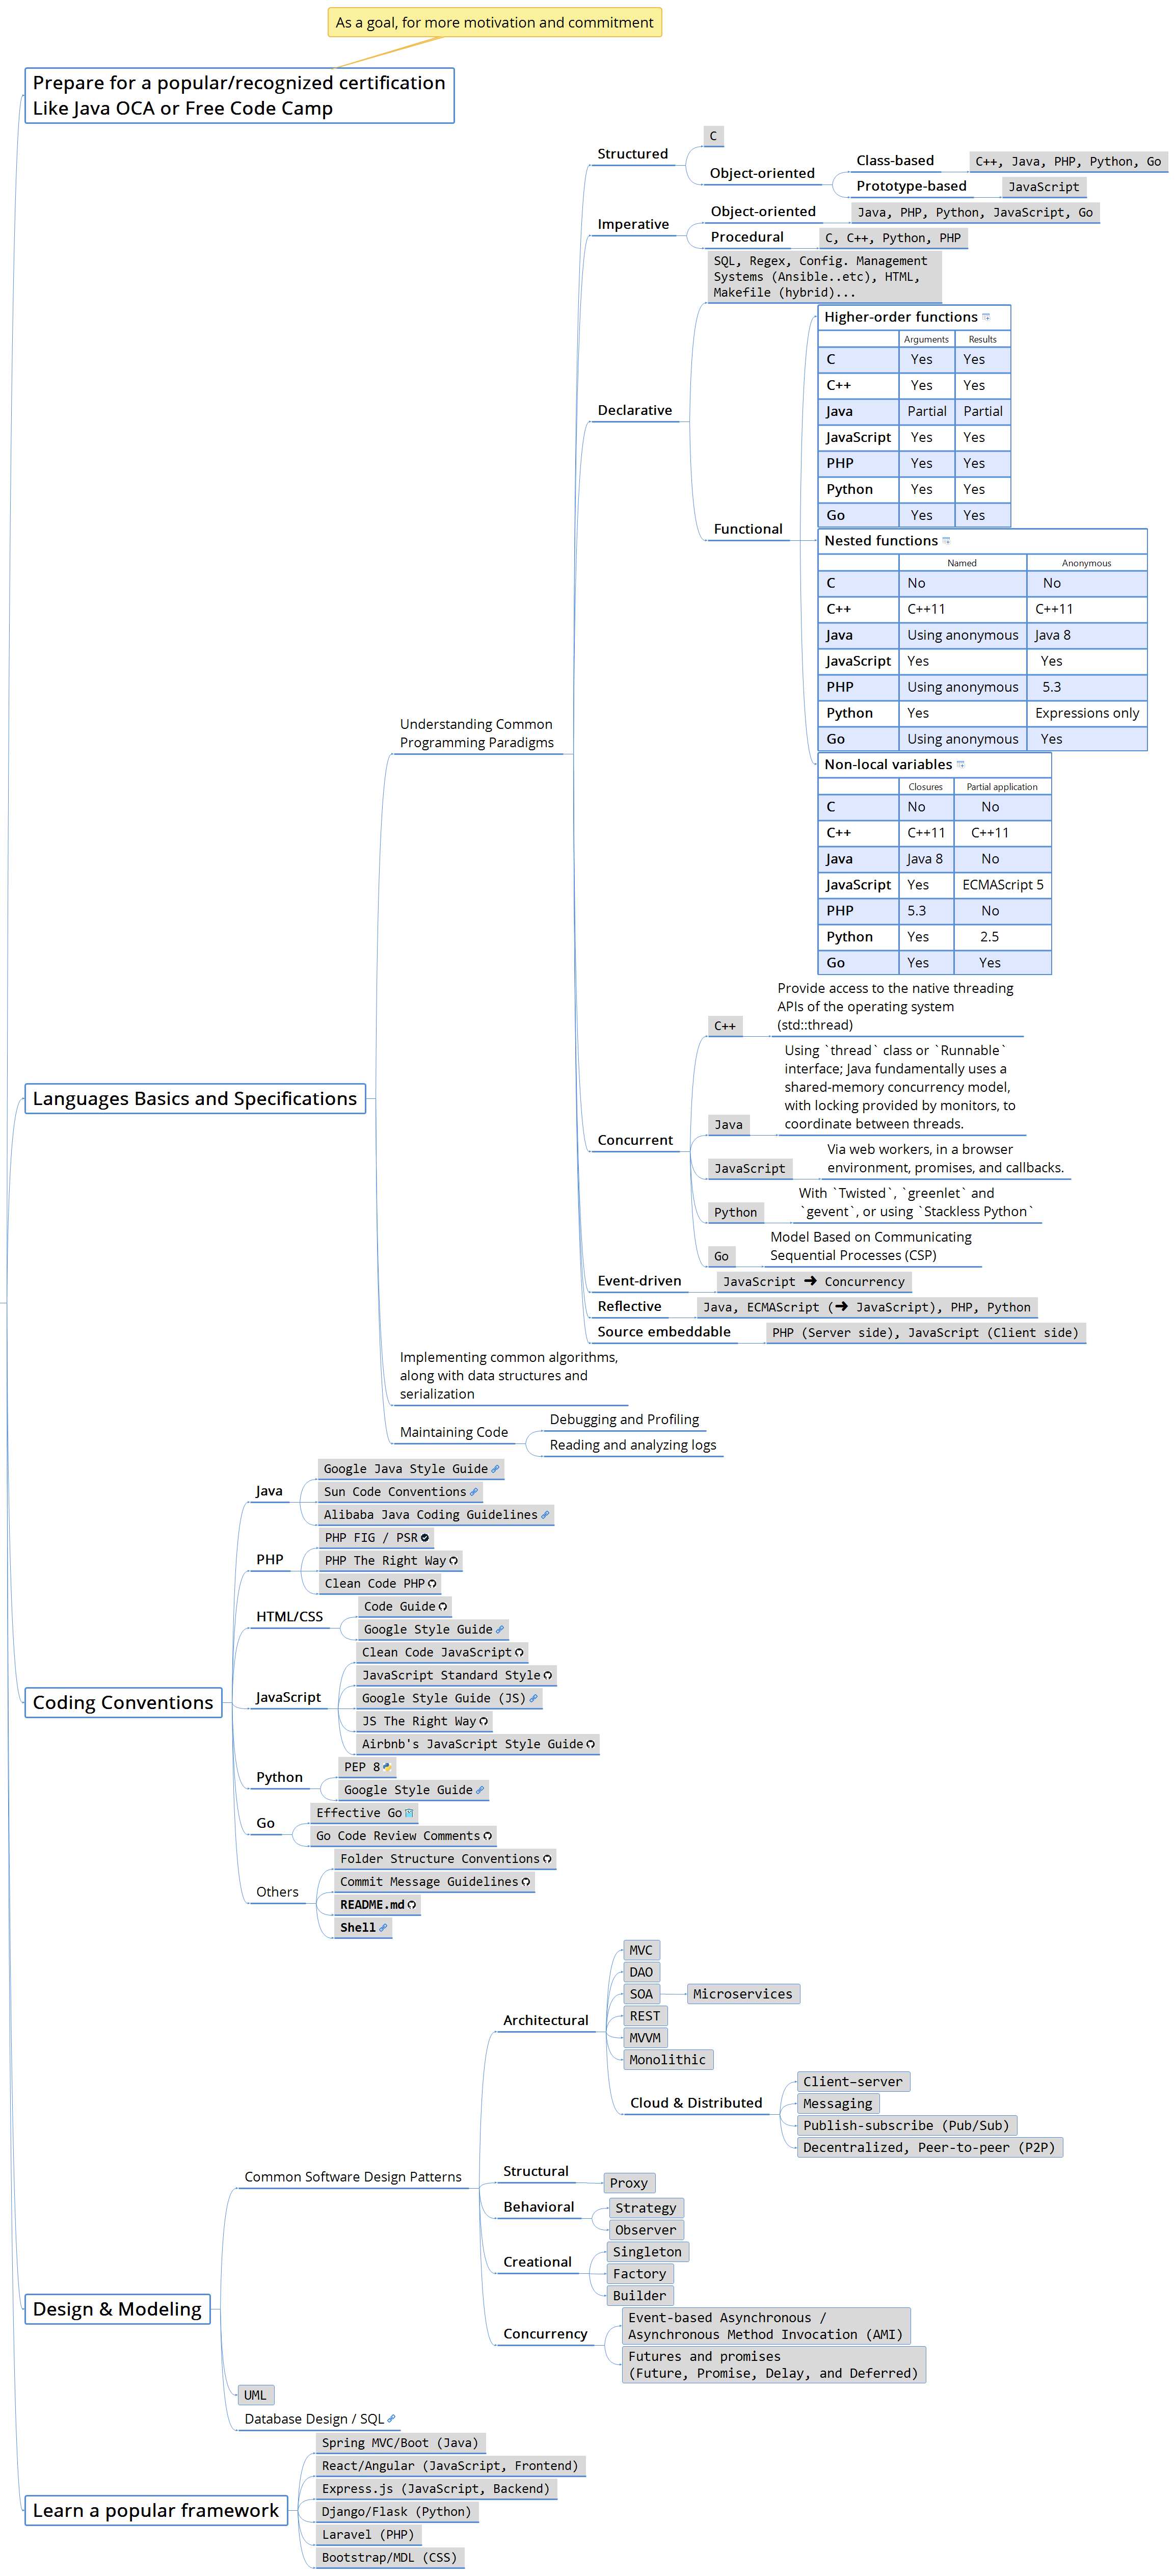 As a goal, for more motivation and commitment
Prepare for a popular/recognized certification
Like Java OCA or Free Code Camp
Languages Basics and Specifications
Understanding Common
Programming Paradigms
Structured
C
Object-oriented
Class-based
C++, Java, PHP, Python, Go
Prototype-based
JavaScript
Imperative
Object-oriented
Java, PHP, Python, JavaScript, Go
Procedural
C, C++, Python, PHP
Declarative
SQL, Regex, Config. Management
Systems (Ansible..etc), HTML,
Makefile (hybrid)...
Functional
Higher-order functions
Arguments Results
C Yes Yes
C++ Yes Yes
Java Partial Partial
JavaScript Yes Yes
PHP Yes Yes
Python Yes Yes
Go Yes Yes
Nested functions
Named Anonymous
C No No
C++ C++11 C++11
Java Using anonymous Java 8
JavaScript Yes Yes
PHP Using anonymous 5.3
Python Yes Expressions only
Go Using anonymous Yes
Non-local variables
Closures Partial application
C No No
C++ C++11 C++11
Java Java 8 No
JavaScript Yes ECMAScript 5
PHP 5.3 No
Python Yes 2.5
Go Yes Yes
Concurrent
C++
Provide access to the native threading
APIs of the operating system
(std::thread)
Java
Using `thread` class or `Runnable`
interface; Java fundamentally uses a
shared-memory concurrency model,
with locking provided by monitors, to
coordinate between threads.
JavaScript
Via web workers, in a browser
environment, promises, and callbacks.
Python
With `Twisted`, `greenlet` and
`gevent`, or using `Stackless Python`
Go
Model Based on Communicating
Sequential Processes (CSP)
Event-driven
JavaScript ➜ Concurrency
Reflective
Java, ECMAScript (➜ JavaScript), PHP, Python
Source embeddable
PHP (Server side), JavaScript (Client side)
Implementing common algorithms,
along with data structures and
serialization
Maintaining Code
Debugging and Profiling
Reading and analyzing logs
Coding Conventions
Java
Google Java Style Guide
Sun Code Conventions
Alibaba Java Coding Guidelines
PHP
PHP FIG / PSR
PHP The Right Way
Clean Code PHP
HTML/CSS
Code Guide
Google Style Guide
JavaScript
Clean Code JavaScript
JavaScript Standard Style
Google Style Guide (JS)
JS The Right Way
Airbnb's JavaScript Style Guide
Python
PEP 8
Google Style Guide
Go
Effective Go
Go Code Review Comments
Others
Folder Structure Conventions
Commit Message Guidelines
README.md
Shell
Design & Modeling
Common Software Design Patterns
Architectural
MVC
DAO
SOA
Microservices
REST
MVVM
Monolithic
Cloud & Distributed
Client–server
Messaging
Publish-subscribe (Pub/Sub)
Decentralized, Peer-to-peer (P2P)
Structural
Proxy
Behavioral
Strategy
Observer
Creational
Singleton
Factory
Builder
Concurrency
Event-based Asynchronous /
Asynchronous Method Invocation (AMI)
Futures and promises
(Future, Promise, Delay, and Deferred)
UML
Database Design / SQL
Learn a popular framework
Spring MVC/Boot (Java)
React/Angular (JavaScript, Frontend)
Express.js (JavaScript, Backend)
Django/Flask (Python)
Laravel (PHP)
Bootstrap/MDL (CSS)